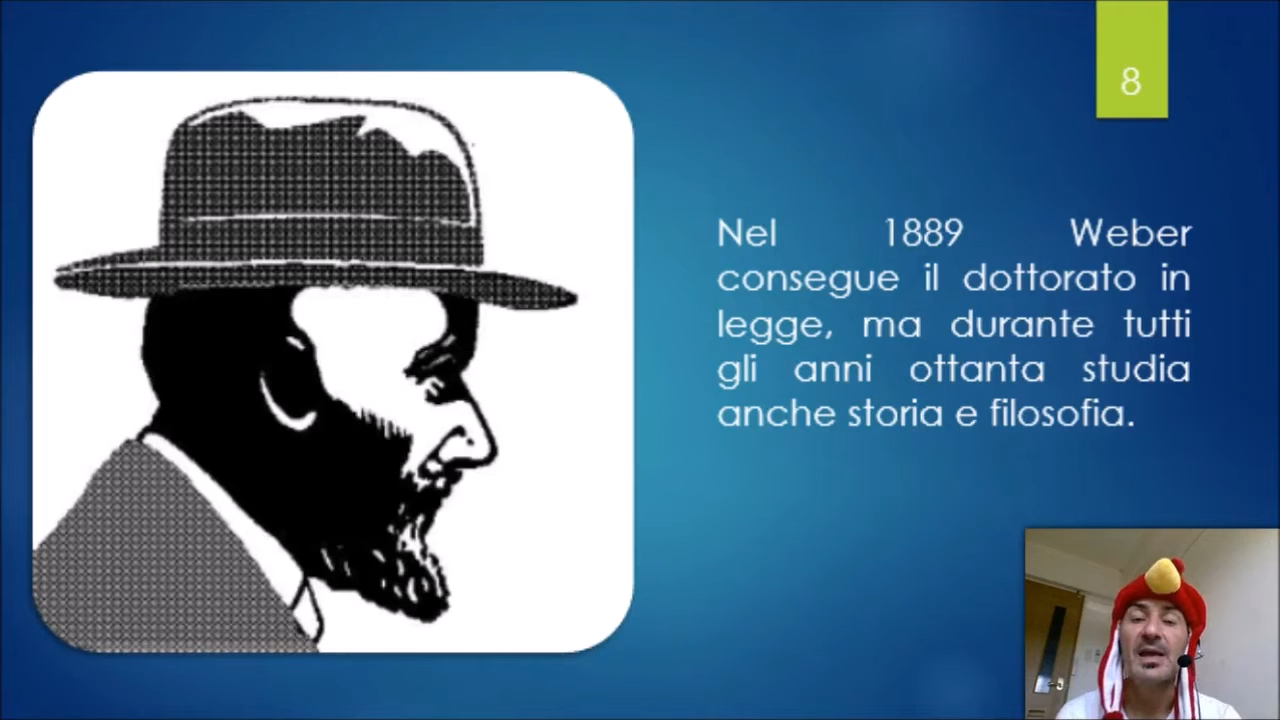 8
Nel 1889 Weber
consegue il dottorato in
legge, ma durante tutti
gli anni ottanta studia
anche storia e filosofia.